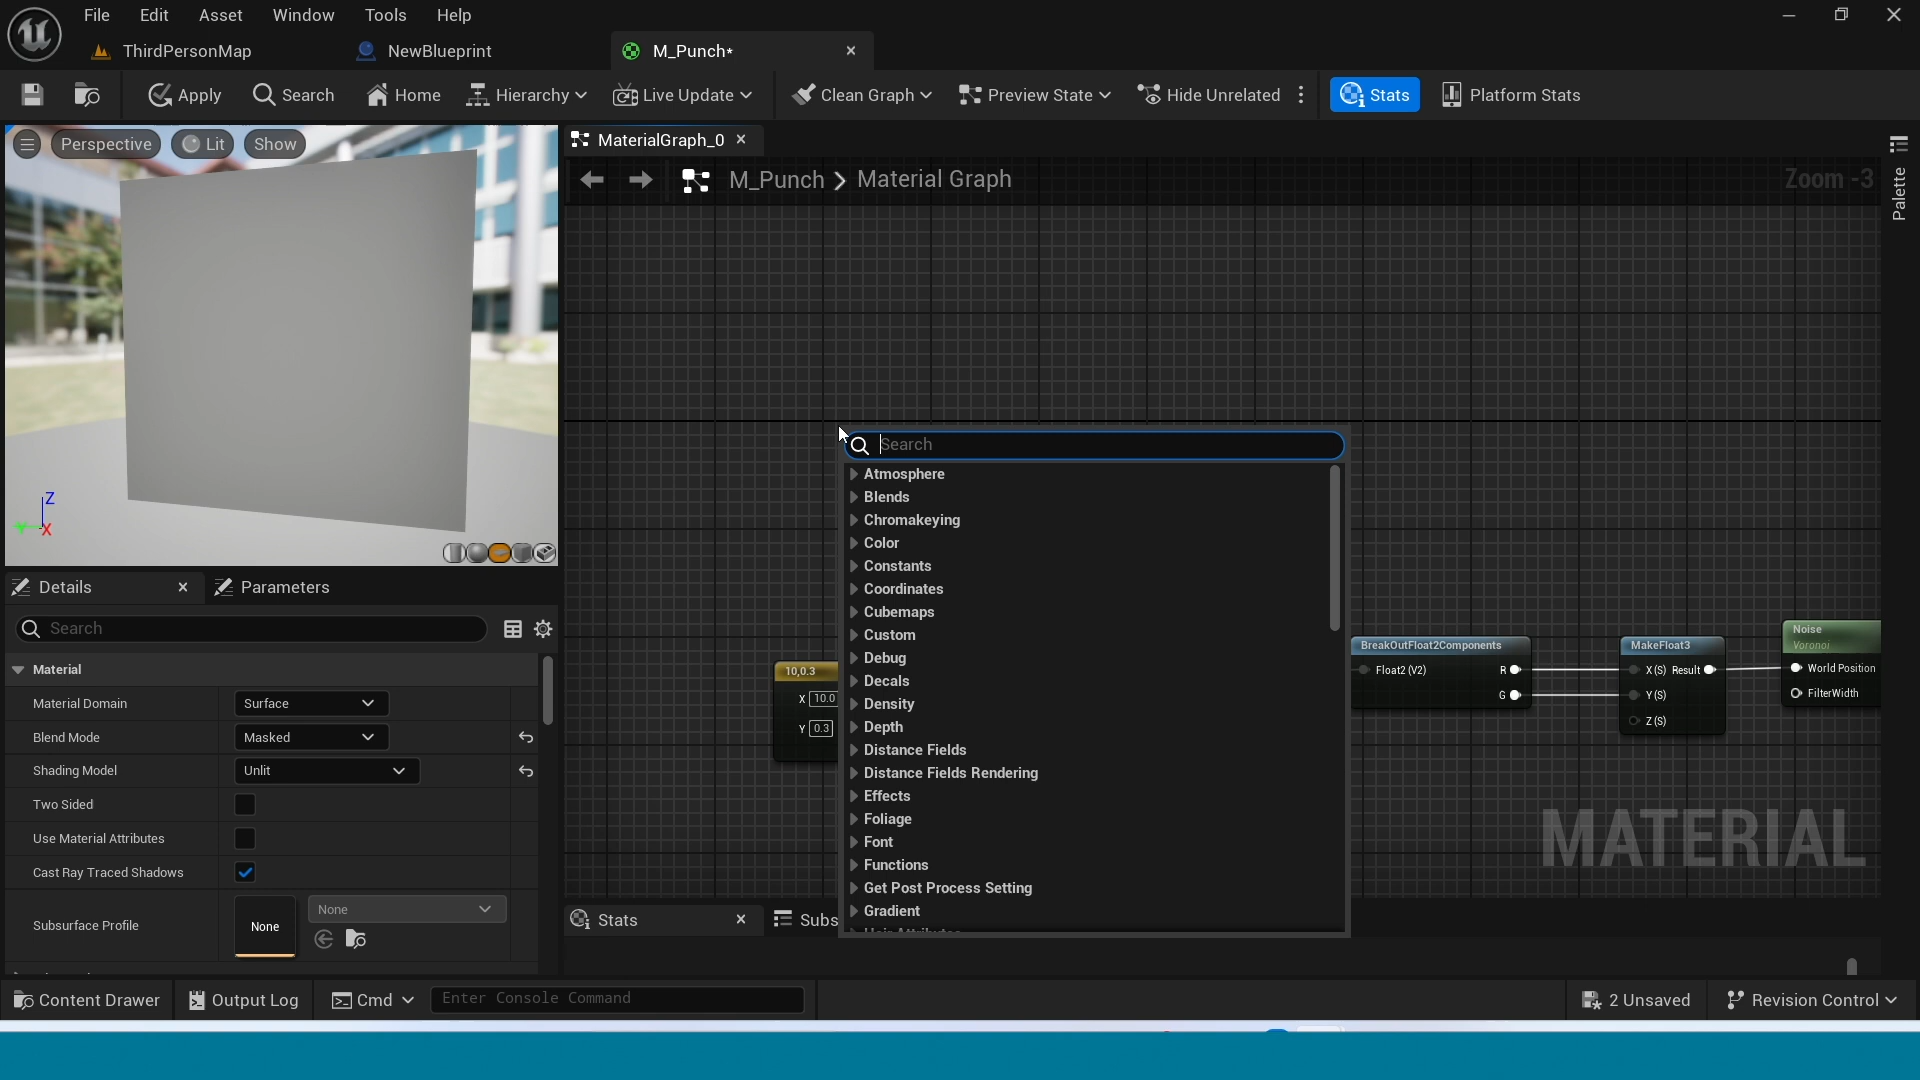 File Edit Asset Window Tools Help
ThirdPersonMap NewBlueprint M_Punch*
Apply Search Home Hierarchy Live Update Clean Graph Preview State Hide Unrelated Stats Platform Stats
Perspective Lit Show
MaterialGraph_0
M_Punch > Material Graph
Zoom -3
Palette
Z
Y
X
Search
Atmosphere
Blends
Chromakeying
Color
Constants
Coordinates
Cubemaps
Custom
Debug
Decals
Density
Depth
Distance Fields
Distance Fields Rendering
Effects
Foliage
Font
Functions
Get Post Process Setting
Gradient
Hair Attributes
10,0.3
X 10.0
Y 0.3
BreakOutFloat2Components
Float2 (V2) R
G
MakeFloat3
X (S) Result
Y (S)
Z (S)
Noise
Voronoi
World Position
FilterWidth
MATERIAL
Details Parameters
Search
Material
Material Domain Surface
Blend Mode Masked
Shading Model Unlit
Two Sided
Use Material Attributes
Cast Ray Traced Shadows
Subsurface Profile None None
Stats Subs
Content Drawer Output Log Cmd Enter Console Command 2 Unsaved Revision Control